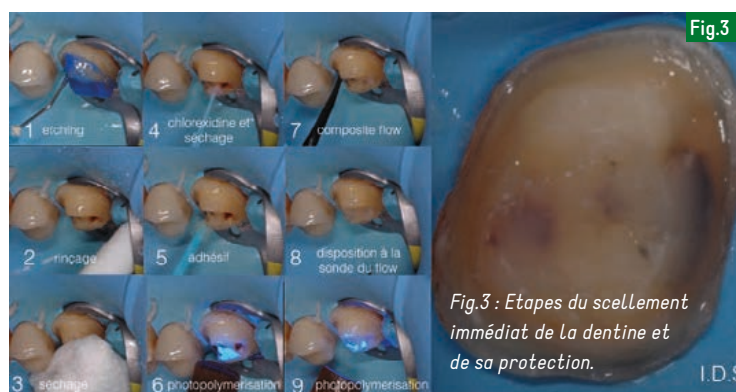 Fig.3
1 etching
2 rinçage
3 séchage
4 chlorexidine et séchage
5 adhésif
6 photopolymerisation
7 composite flow
8 disposition à la sonde du flow
9 photopolymerisation
Fig.3 : Etapes du scellement
immédiat de la dentine et
de sa protection.
I.D.S